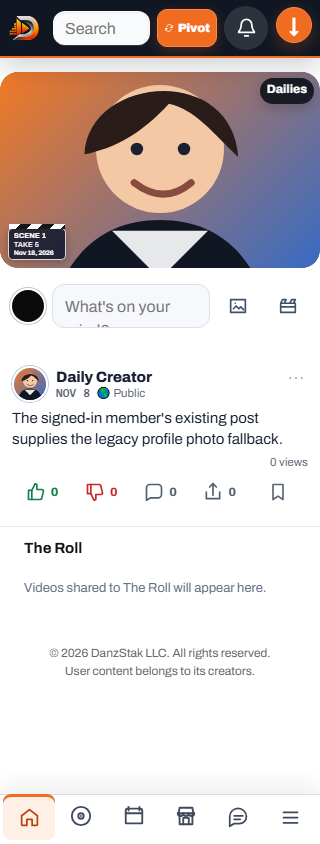 Search
Pivot
Dailies
SCENE 1
TAKE 5
Nov 18, 2026
What's on your
Daily Creator
NOV 8 Public
The signed-in member's existing post
supplies the legacy profile photo fallback.
0 views
0 0 0 0
The Roll
Videos shared to The Roll will appear here.
© 2026 DanzStak LLC. All rights reserved.
User content belongs to its creators.